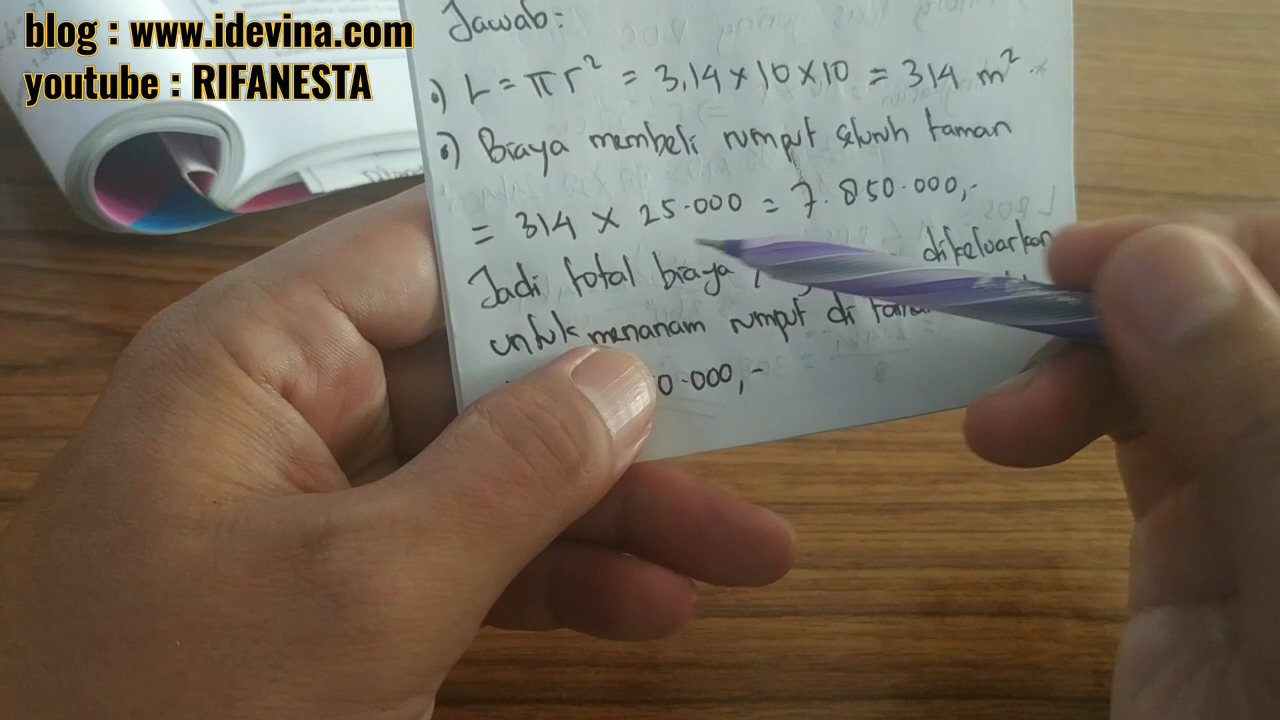 blog : www.idevina.com
youtube : RIFANESTA
Jawab:
•) L = πr² = 3,14 × 10 × 10 = 314 m²
•) Biaya membeli rumput seluruh taman
= 314 × 25.000 = 7.850.000,-
Jadi total biaya dikeluarkan
untuk menanam rumput di
0.000,-